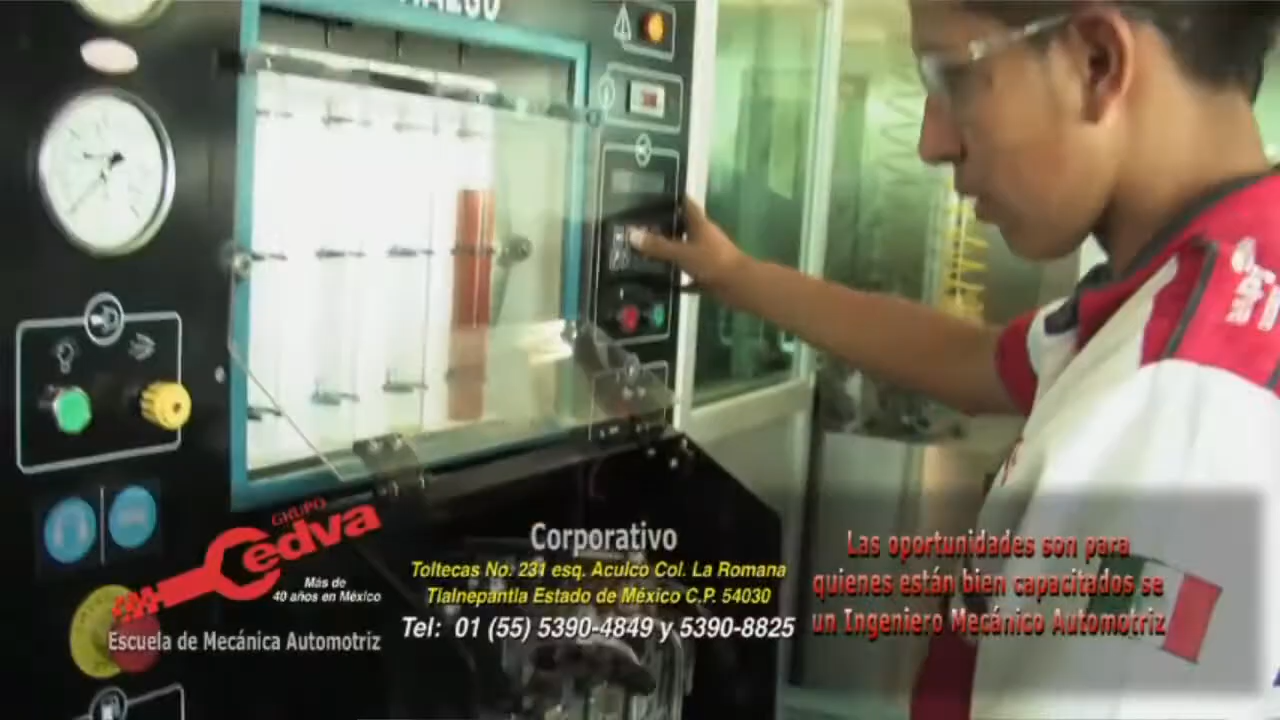 GRUPO
Cedva
Más de
40 años en México
Escuela de Mecánica Automotriz
Corporativo
Toltecas No. 231 esq. Aculco Col. La Romana
Tlalnepantla Estado de México C.P. 54030
Tel: 01 (55) 5390-4849 y 5390-8825
Las oportunidades son para
quienes están bien capacitados se
un Ingeniero Mecánico Automotriz